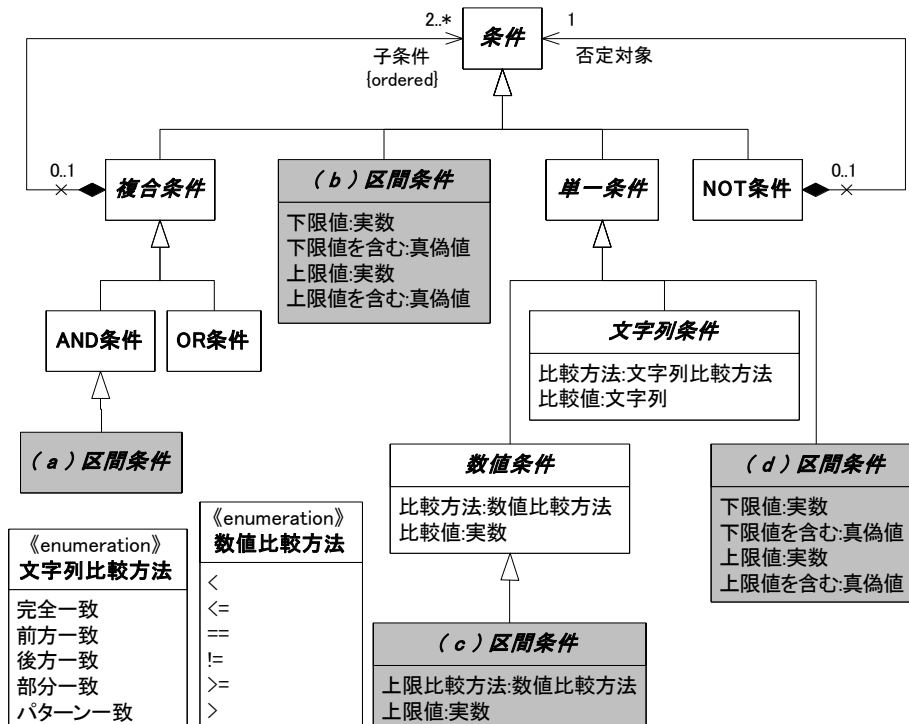 2..*
条件
1
子条件
{ordered}
否定対象
0..1
複合条件
(b)区間条件
下限値:実数
下限値を含む:真偽値
上限値:実数
上限値を含む:真偽値
単一条件
NOT条件
0..1
AND条件
OR条件
文字列条件
比較方法:文字列比較方法
比較値:文字列
(a)区間条件
数値条件
比較方法:数値比較方法
比較値:実数
(d)区間条件
下限値:実数
下限値を含む:真偽値
上限値:実数
上限値を含む:真偽値
《enumeration》
文字列比較方法
完全一致
前方一致
後方一致
部分一致
パターン一致
《enumeration》
数値比較方法
<
<=
==
!=
>=
>
(c)区間条件
上限比較方法:数値比較方法
上限値:実数